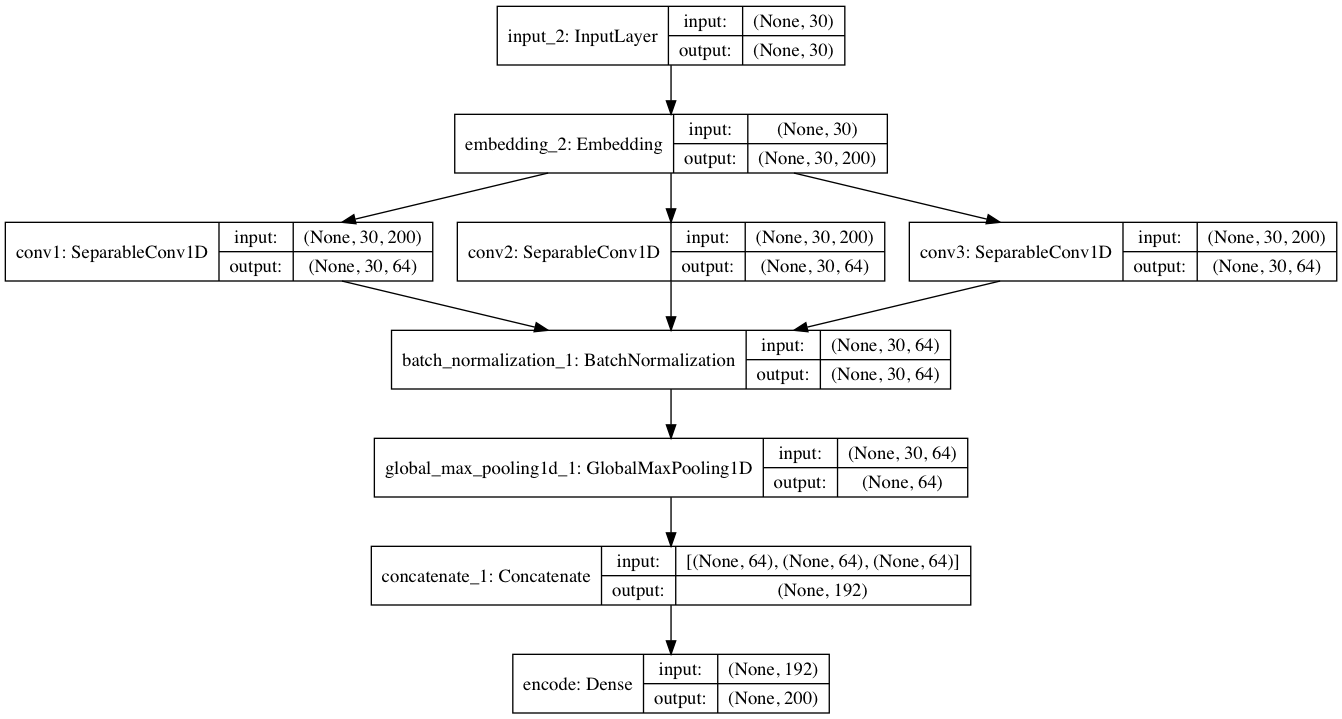 input_2: InputLayer
input: (None, 30)
output: (None, 30)
embedding_2: Embedding
input: (None, 30)
output: (None, 30, 200)
conv1: SeparableConv1D
input: (None, 30, 200)
output: (None, 30, 64)
conv2: SeparableConv1D
input: (None, 30, 200)
output: (None, 30, 64)
conv3: SeparableConv1D
input: (None, 30, 200)
output: (None, 30, 64)
batch_normalization_1: BatchNormalization
input: (None, 30, 64)
output: (None, 30, 64)
global_max_pooling1d_1: GlobalMaxPooling1D
input: (None, 30, 64)
output: (None, 64)
concatenate_1: Concatenate
input: [(None, 64), (None, 64), (None, 64)]
output: (None, 192)
encode: Dense
input: (None, 192)
output: (None, 200)